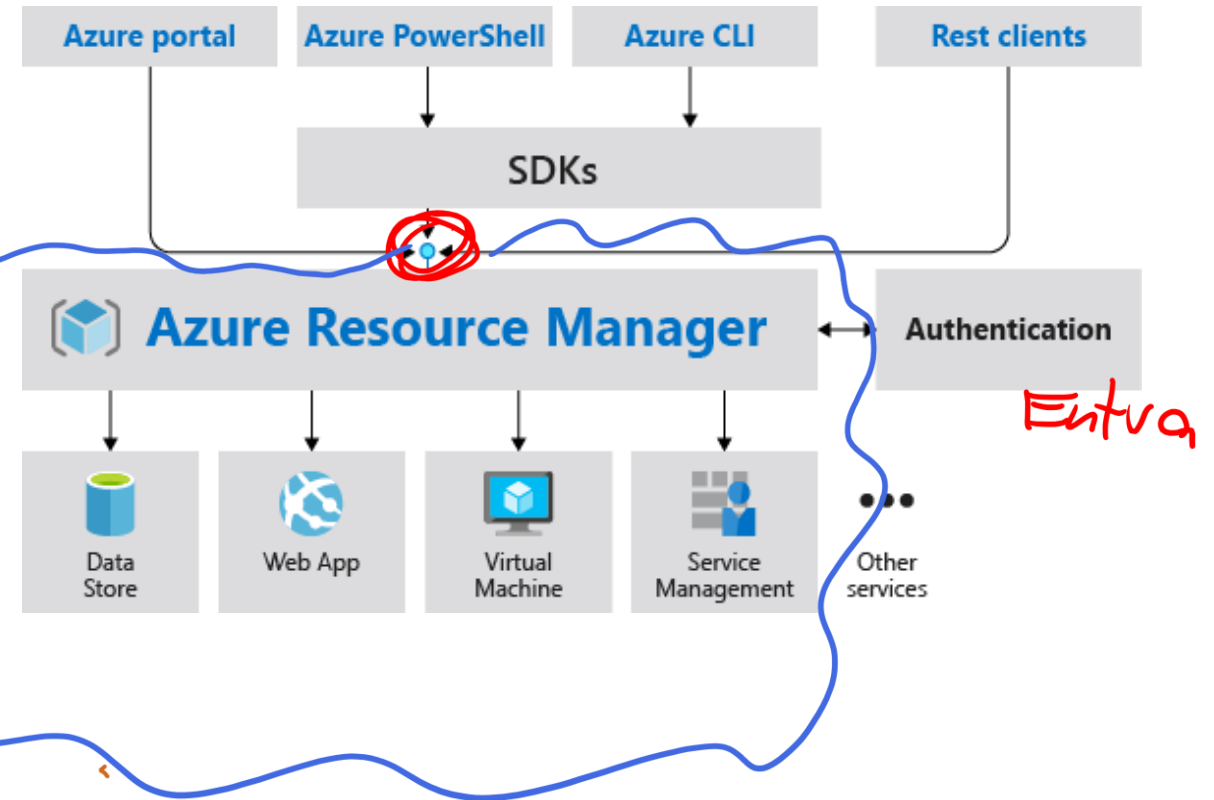 Azure portal
Azure PowerShell
Azure CLI
Rest clients
SDKs
Azure Resource Manager
Authentication
Entra
Data
Store
Web App
Virtual
Machine
Service
Management
Other
services